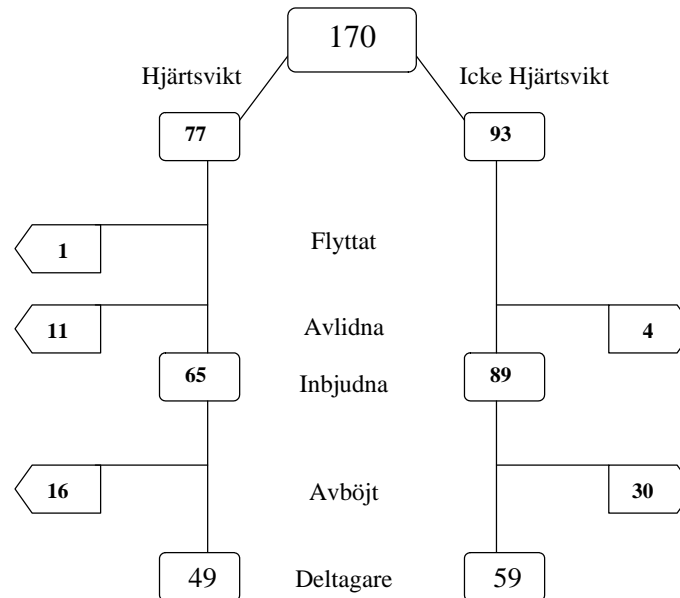 170
Hjärtsvikt
Icke Hjärtsvikt
77
93
1
Flyttat
11
Avlidna
4
65
Inbjudna
89
16
Avböjt
30
49
Deltagare
59